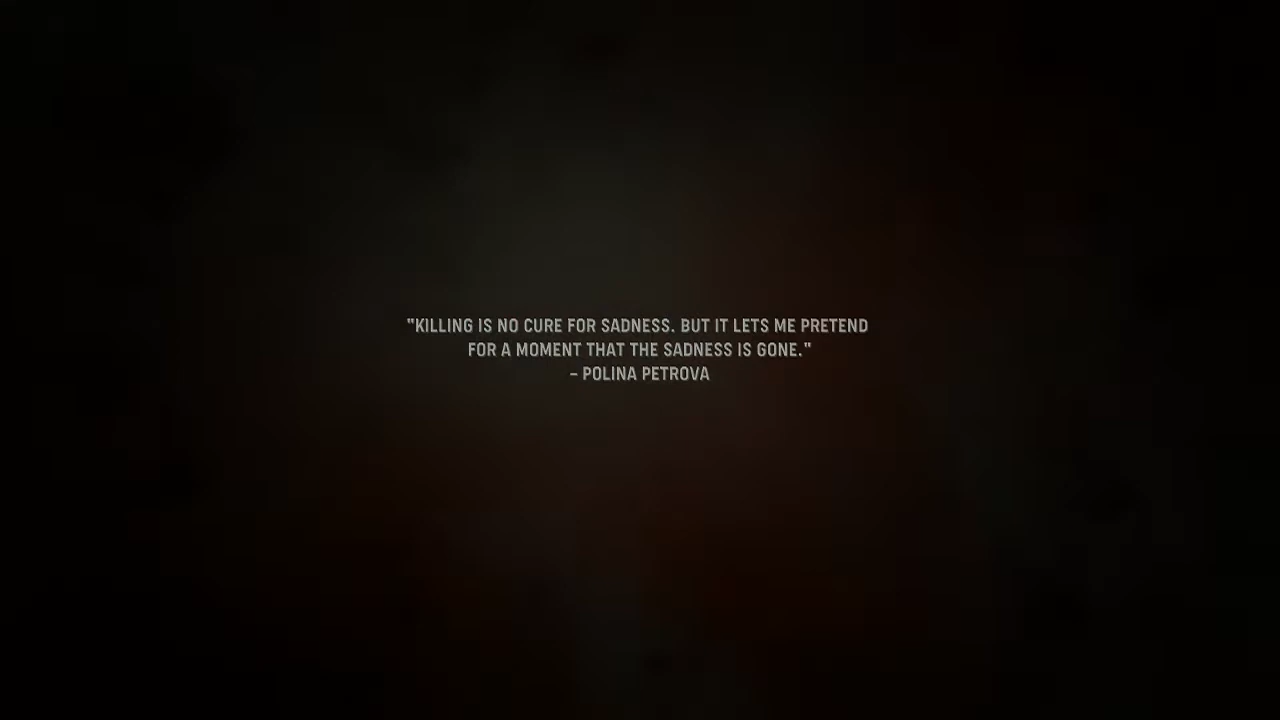 "KILLING IS NO CURE FOR SADNESS. BUT IT LETS ME PRETEND
FOR A MOMENT THAT THE SADNESS IS GONE."
– POLINA PETROVA